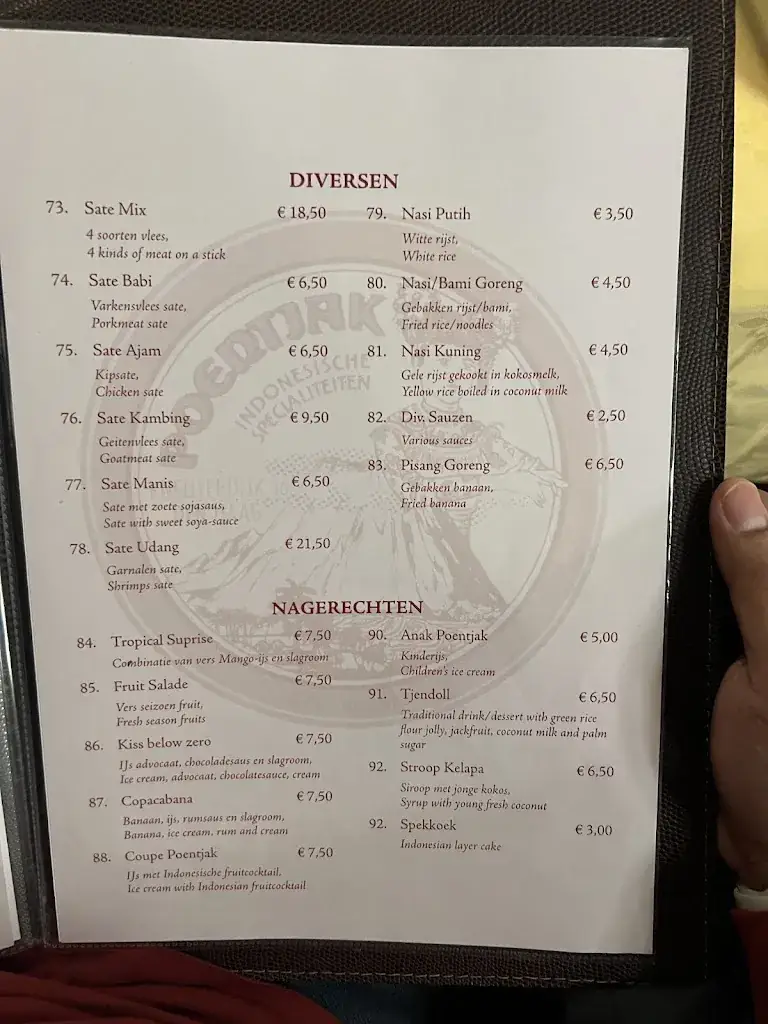 DIVERSEN
73. Sate Mix € 18,50
4 soorten vlees,
4 kinds of meat on a stick
74. Sate Babi € 6,50
Varkensvlees sate,
Porkmeat sate
75. Sate Ajam € 6,50
Kipsate,
Chicken sate
76. Sate Kambing € 9,50
Geitenvlees sate,
Goatmeat sate
77. Sate Manis € 6,50
Sate met zoete sojasaus,
Sate with sweet soya-sauce
78. Sate Udang € 21,50
Garnalen sate,
Shrimps sate
79. Nasi Putih € 3,50
Witte rijst,
White rice
80. Nasi/Bami Goreng € 4,50
Gebakken rijst/bami,
Fried rice/noodles
81. Nasi Kuning € 4,50
Gele rijst gekookt in kokosmelk,
Yellow rice boiled in coconut milk
82. Div. Sauzen € 2,50
Various sauces
83. Pisang Goreng € 6,50
Gebakken banaan,
Fried banana
POENTJAK
INDONESISCHE
SPECIALITEITEN
NAGERECHTEN
84. Tropical Suprise € 7,50
Combinatie van vers Mango-ijs en slagroom
85. Fruit Salade € 7,50
Vers seizoen fruit,
Fresh season fruits
86. Kiss below zero € 7,50
IJs advocaat, chocoladesaus en slagroom,
Ice cream, advocaat, chocolatesauce, cream
87. Copacabana € 7,50
Banaan, ijs, rumsaus en slagroom,
Banana, ice cream, rum and cream
88. Coupe Poentjak € 7,50
IJs met Indonesische fruitcocktail,
Ice cream with Indonesian fruitcocktail
90. Anak Poentjak € 5,00
Kinderijs,
Children's ice cream
91. Tjendoll € 6,50
Traditional drink/dessert with green rice
flour jolly, jackfruit, coconut milk and palm
sugar
92. Stroop Kelapa € 6,50
Siroop met jonge kokos,
Syrup with young fresh coconut
92. Spekkoek € 3,00
Indonesian layer cake